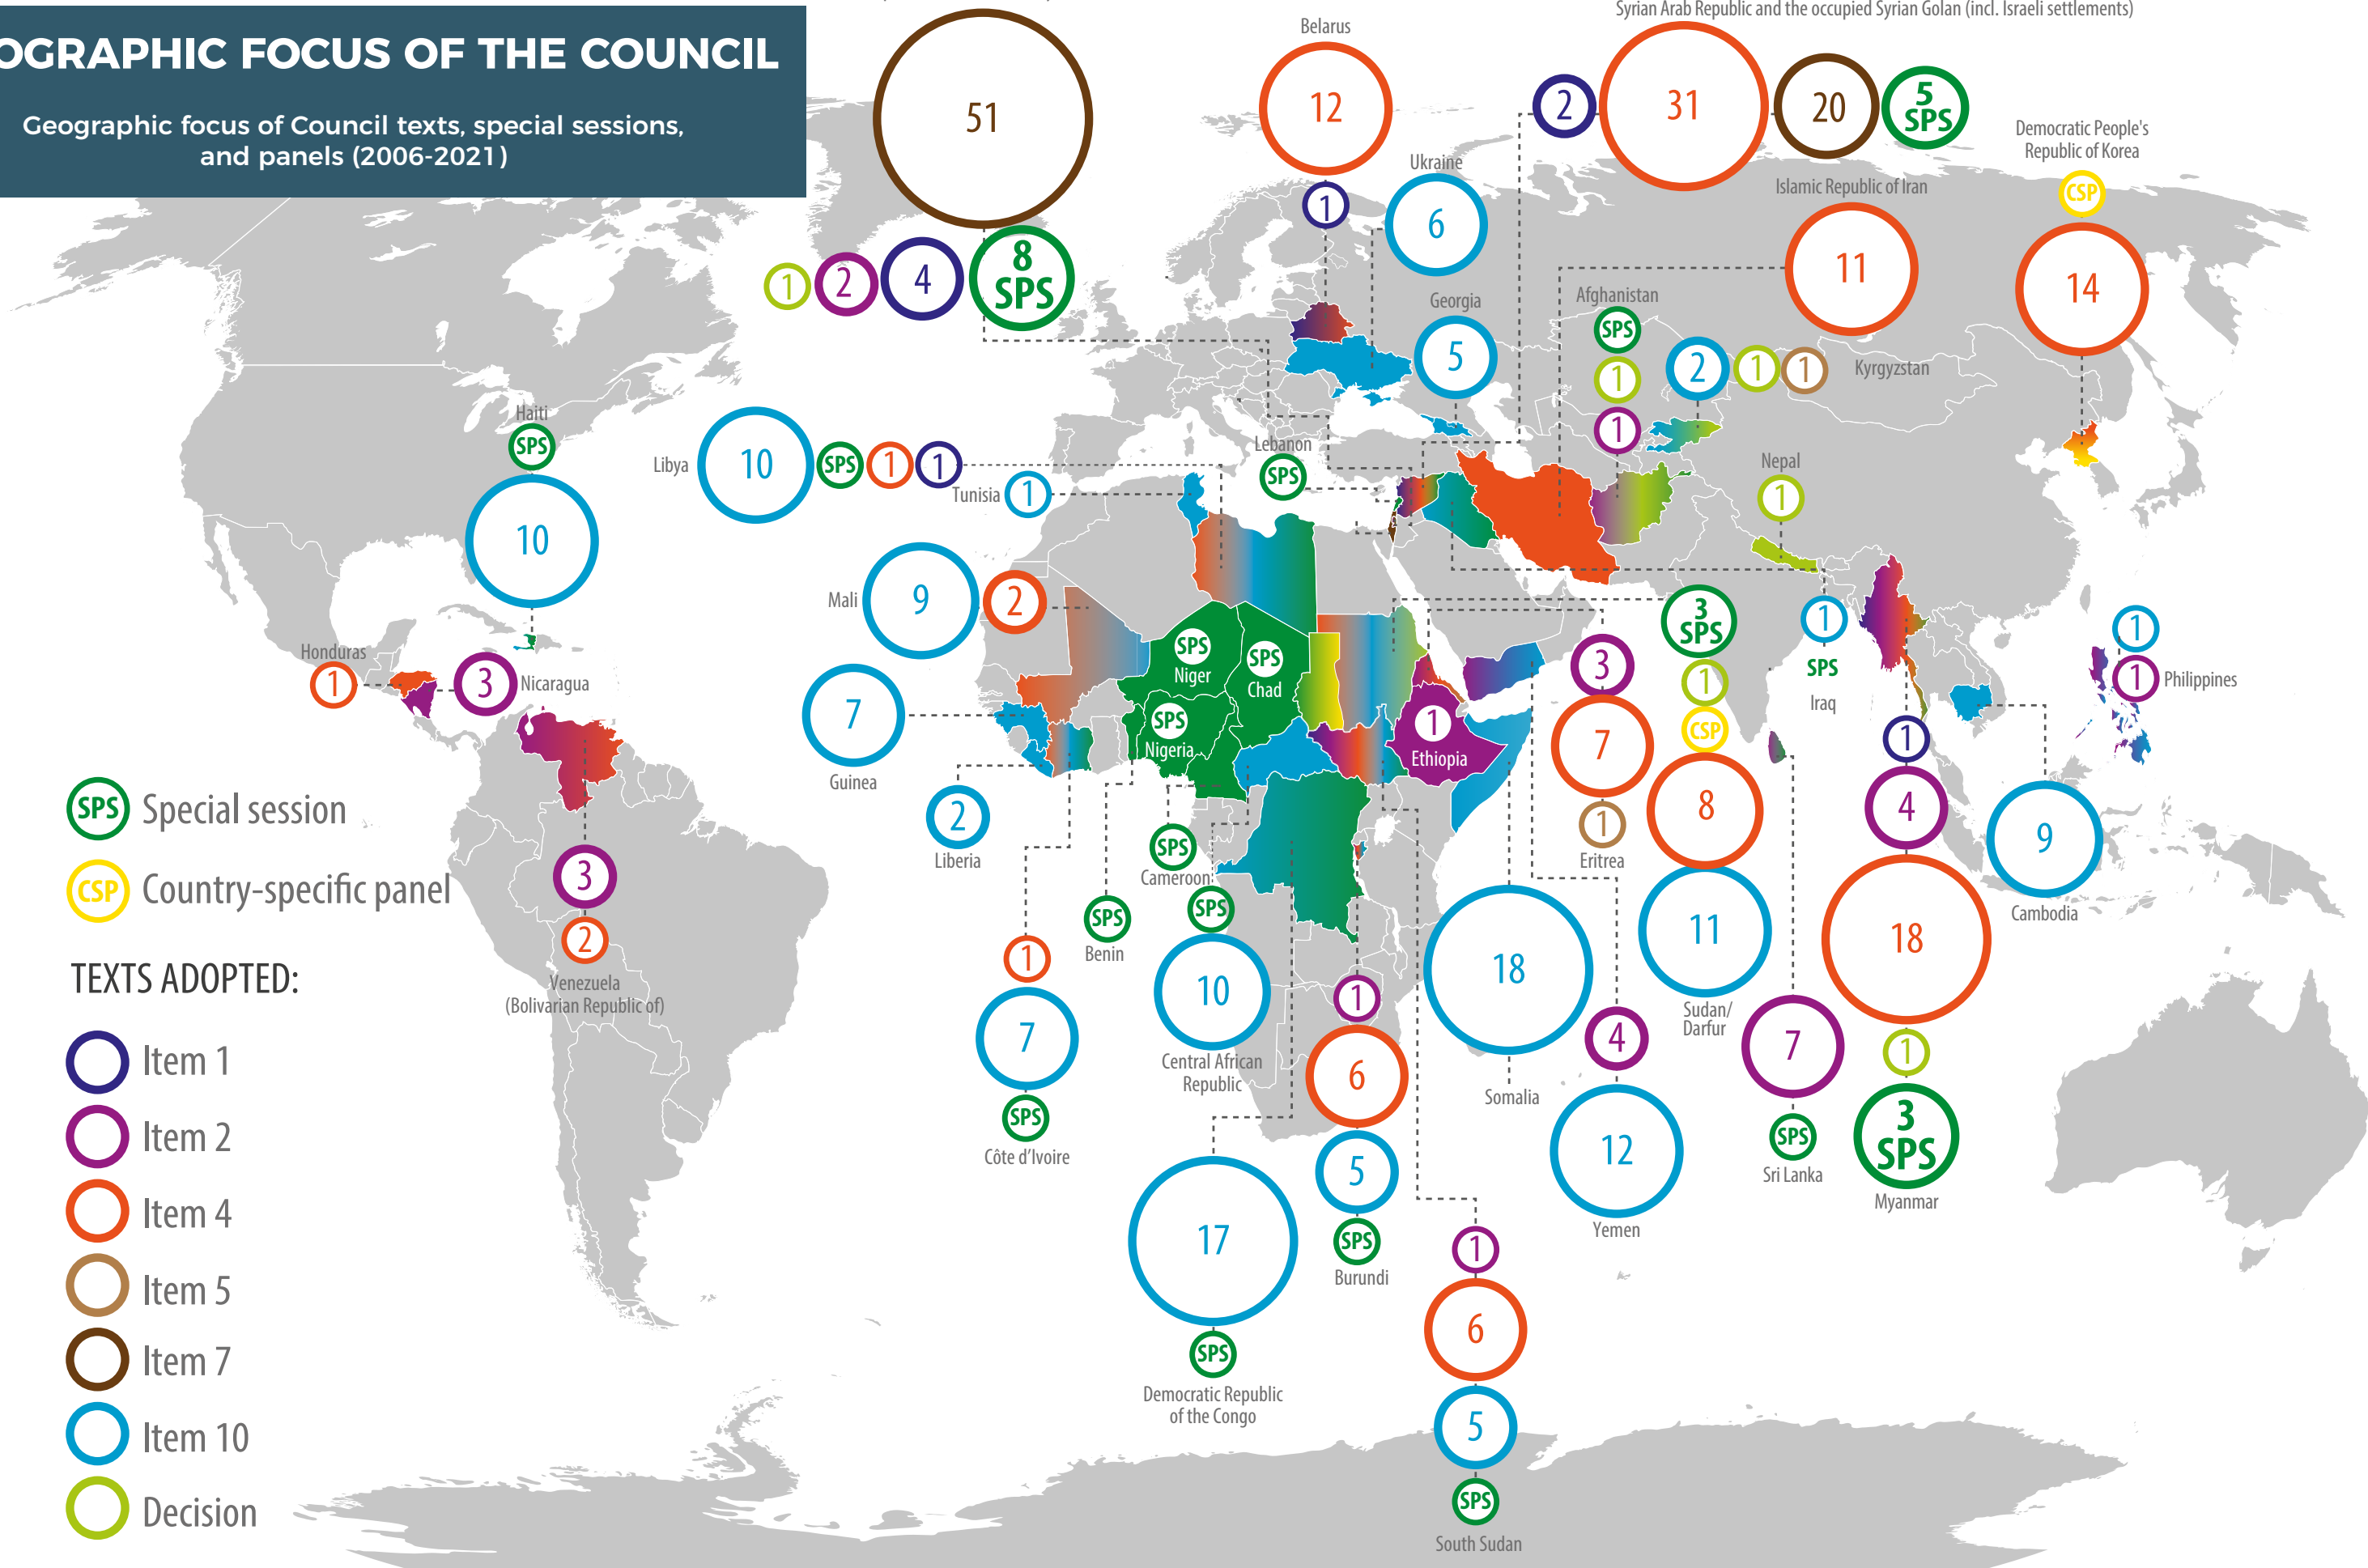 OGRAPHIC FOCUS OF THE COUNCIL
Geographic focus of Council texts, special sessions,
and panels (2006-2021)
51
1
2
4
8
SPS
Belarus
12
1
Ukraine
6
Georgia
5
Syrian Arab Republic and the occupied Syrian Golan (incl. Israeli settlements)
2
31
20
5
SPS
Democratic People's
Republic of Korea
CSP
14
Islamic Republic of Iran
11
Afghanistan
SPS
1
1
2
1
1
Kyrgyzstan
Nepal
1
Haiti
SPS
10
Libya
10
SPS
1
1
Tunisia
1
Lebanon
SPS
Mali
9
2
Honduras
1
3
Nicaragua
7
Guinea
SPS
Niger
SPS
Chad
SPS
Nigeria
1
Ethiopia
3
7
1
Eritrea
3
SPS
1
CSP
8
11
Sudan/
Darfur
1
SPS
Iraq
1
1
Philippines
1
4
18
1
3
SPS
Myanmar
9
Cambodia
2
Liberia
Cameroon
SPS
SPS
Benin
SPS
10
Central African
Republic
3
2
Venezuela
(Bolivarian Republic of)
1
7
SPS
Côte d’Ivoire
18
Somalia
4
12
Yemen
7
SPS
Sri Lanka
1
6
5
SPS
Burundi
17
SPS
Democratic Republic
of the Congo
1
6
5
SPS
South Sudan
SPS Special session
CSP Country-specific panel
TEXTS ADOPTED:
Item 1
Item 2
Item 4
Item 5
Item 7
Item 10
Decision